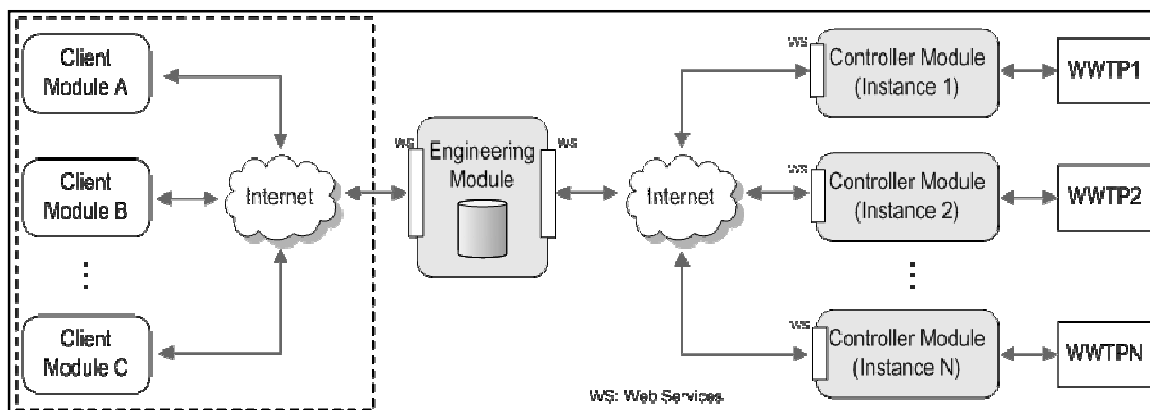 Client
Module A
Client
Module B
Client
Module C
Internet
WS
Engineering
Module
WS
Internet
WS
Controller Module
(Instance 1)
WWTP1
WS
Controller Module
(Instance 2)
WWTP2
WS
Controller Module
(Instance N)
WWTPN
WS: Web Services